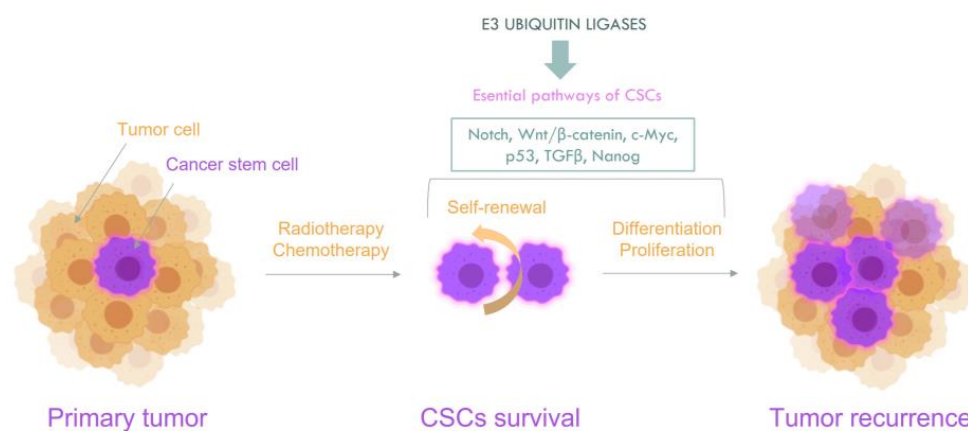 E3 UBIQUITIN LIGASES
Esential pathways of CSCs
Notch, Wnt/β-catenin, c-Myc,
p53, TGFβ, Nanog
Tumor cell
Cancer stem cell
Radiotherapy
Chemotherapy
Self-renewal
Differentiation
Proliferation
Primary tumor
CSCs survival
Tumor recurrence